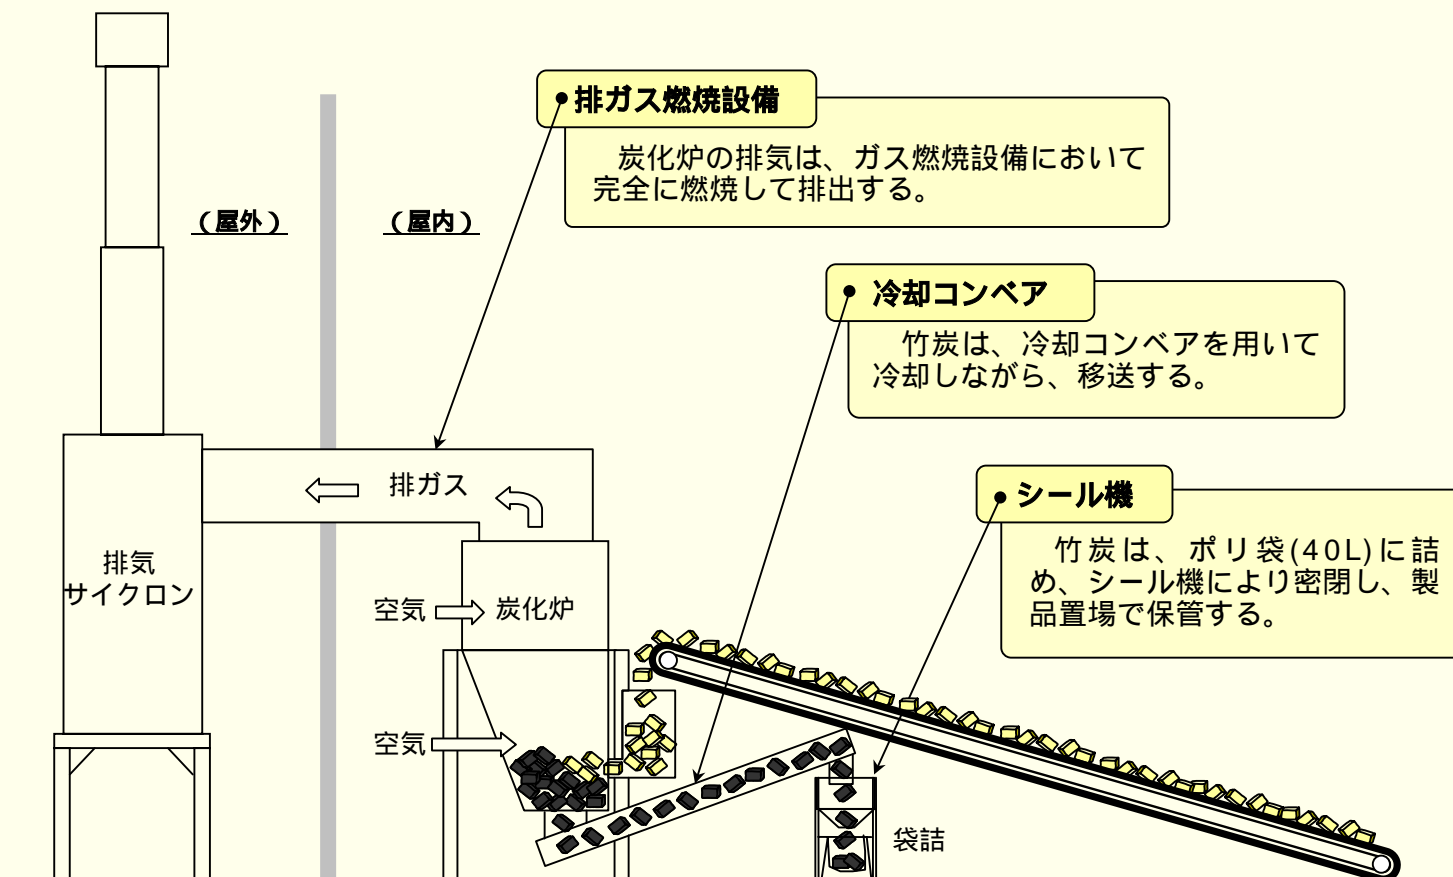 排ガス燃焼設備
炭化炉の排気は、ガス燃焼設備において
完全に燃焼して排出する。
（屋外）
（屋内）
冷却コンベア
竹炭は、冷却コンベアを用いて
冷却しながら、移送する。
排ガス
シール機
竹炭は、ポリ袋(40L)に詰
め、シール機により密閉し、製
品置場で保管する。
排気
サイクロン
空気
炭化炉
空気
袋詰